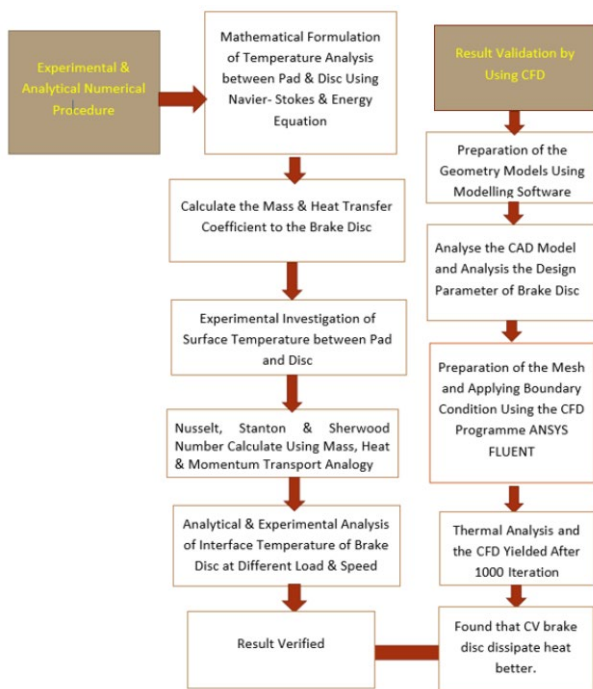 Experimental &
Analytical Numerical
Procedure
Mathematical Formulation
of Temperature Analysis
between Pad & Disc Using
Navier- Stokes & Energy
Equation
Calculate the Mass & Heat Transfer
Coefficient to the Brake Disc
Experimental Investigation of
Surface Temperature between Pad
and Disc
Nusselt, Stanton & Sherwood
Number Calculate Using Mass, Heat
& Momentum Transport Analogy
Analytical & Experimental Analysis
of Interface Temperature of Brake
Disc at Different Load & Speed
Result Verified
Result Validation by
Using CFD
Preparation of the
Geometry Models Using
Modelling Software
Analyse the CAD Model
and Analysis the Design
Parameter of Brake Disc
Preparation of the Mesh
and Applying Boundary
Condition Using the CFD
Programme ANSYS
FLUENT
Thermal Analysis and
the CFD Yielded After
1000 Iteration
Found that CV brake
disc dissipate heat
better.